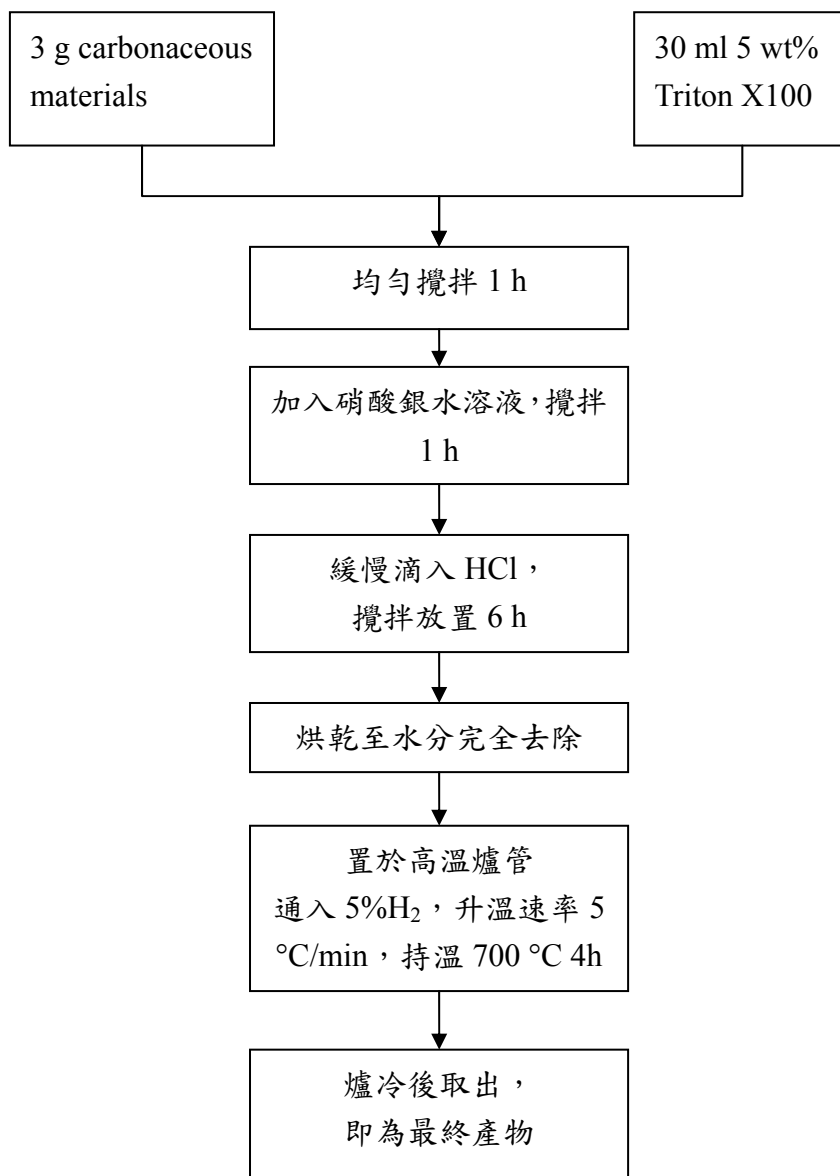 3 g carbonaceous
materials
30 ml 5 wt%
Triton X100
均勻攪拌 1 h
加入硝酸銀水溶液，攪拌
1 h
緩慢滴入 HCl，
攪拌放置 6 h
烘乾至水分完全去除
置於高溫爐管
通入 5%H₂，升溫速率 5
°C/min，持溫 700 °C 4h
爐冷後取出，
即為最終產物